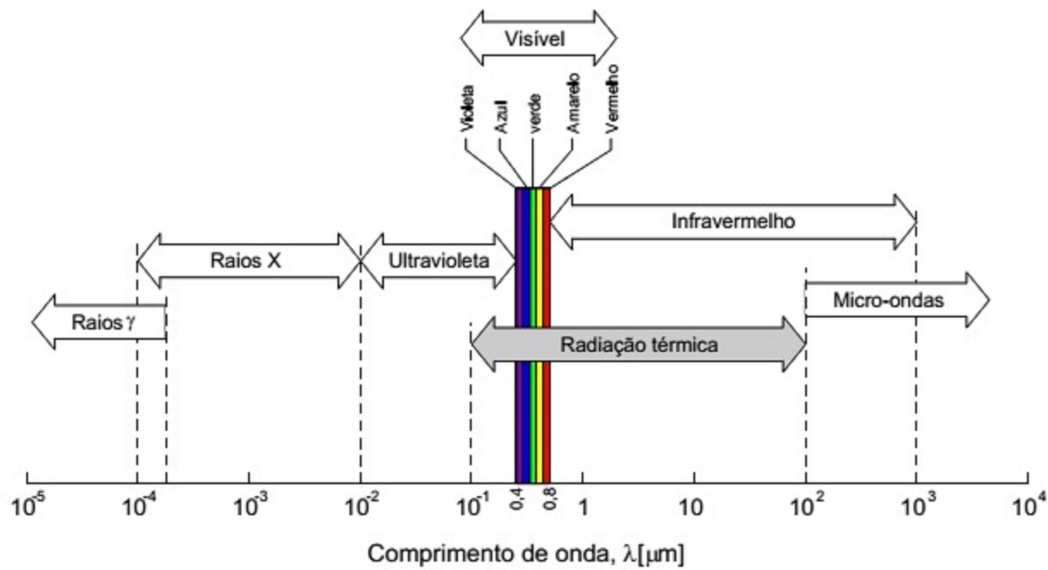 Visível
Violeta
Azul
verde
Amarelo
Vermelho
Infravermelho
Raios X
Ultravioleta
Micro-ondas
Raios γ
Radiação térmica
10⁻⁵ 10⁻⁴ 10⁻³ 10⁻² 10⁻¹ 0,4 0,8 1 10 10² 10³ 10⁴
Comprimento de onda, λ[μm]